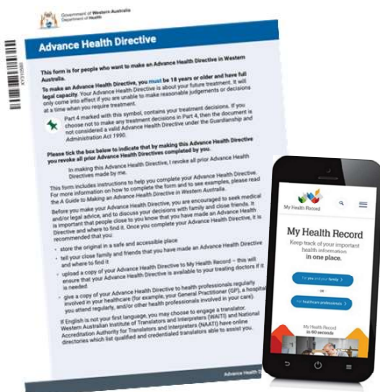 Government of Western Australia
Department of Health
Advance Health Directive
This form is for people who want to make an Advance Health Directive in Western
Australia.
To make an Advance Health Directive, you must be 18 years or older and have full
legal capacity. Your Advance Health Directive is about your future treatment. It will
only come into effect if you are unable to make reasonable judgements or decisions
at a time when you require treatment.
Part 4 marked with this symbol, contains your treatment decisions. If you
choose not to make any treatment decisions in Part 4, then the document is
not considered a valid Advance Health Directive under the Guardianship and
Administration Act 1990.
Please tick the box below to indicate that by making this Advance Health Directive
you revoke all prior Advance Health Directives completed by you.
In making this Advance Health Directive, I revoke all prior Advance Health
Directives made by me.
This form includes instructions to help you complete your Advance Health Directive.
For more information on how to complete the form and to see examples, please read
the A Guide to Making an Advance Health Directive in Western Australia.
Before you make your Advance Health Directive, you are encouraged to seek medical
and/or legal advice, and to discuss your decisions with family and close friends. It
is important that people close to you know that you have made an Advance Health
Directive and where to find it. Once you complete your Advance Health Directive, it is
recommended that you:
store the original in a safe and accessible place
tell your close family and friends that you have made an Advance Health Directive
and where to find it
upload a copy of your Advance Health Directive to My Health Record – this will
ensure that your Advance Health Directive is available to your treating doctors if it
is needed.
give a copy of your Advance Health Directive to health professionals regularly
involved in your healthcare (for example, your General Practitioner (GP), a hospital
you attend regularly, and/or other health professionals involved in your care).
If English is not your first language, you may choose to engage a translator.
Western Australian Institute of Translators and Interpreters (WAITI) and National
Accreditation Authority for Translators and Interpreters (NAATI) have online
directories which list qualified and credentialed translators able to assist you.
Advance Health D
My Health Record
My Health Record
Keep track of your important
health information
in one place.
For you and your family
For healthcare professionals
My Health Record
in 60 seconds